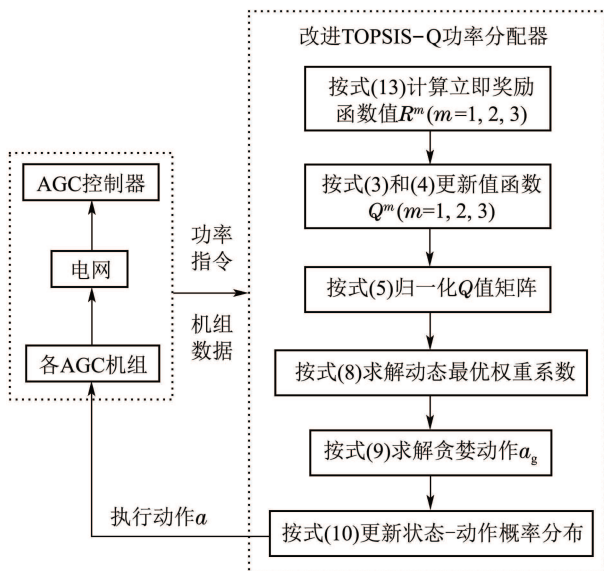 改进TOPSIS-Q功率分配器
按式(13)计算立即奖励
函数值R^m(m=1, 2, 3)
按式(3)和(4)更新值函数
Q^m(m=1, 2, 3)
按式(5)归一化Q值矩阵
按式(8)求解动态最优权重系数
按式(9)求解贪婪动作a_g
按式(10)更新状态-动作概率分布
AGC控制器
电网
各AGC机组
功率
指令
机组
数据
执行动作a